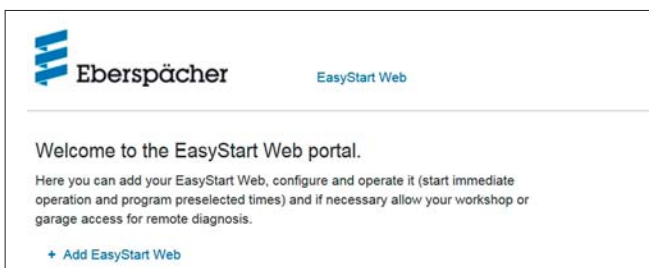 Eberspächer
EasyStart Web
Welcome to the EasyStart Web portal.
Here you can add your EasyStart Web, configure and operate it (start immediate
operation and program preselected times) and if necessary allow your workshop or
garage access for remote diagnosis.
+ Add EasyStart Web